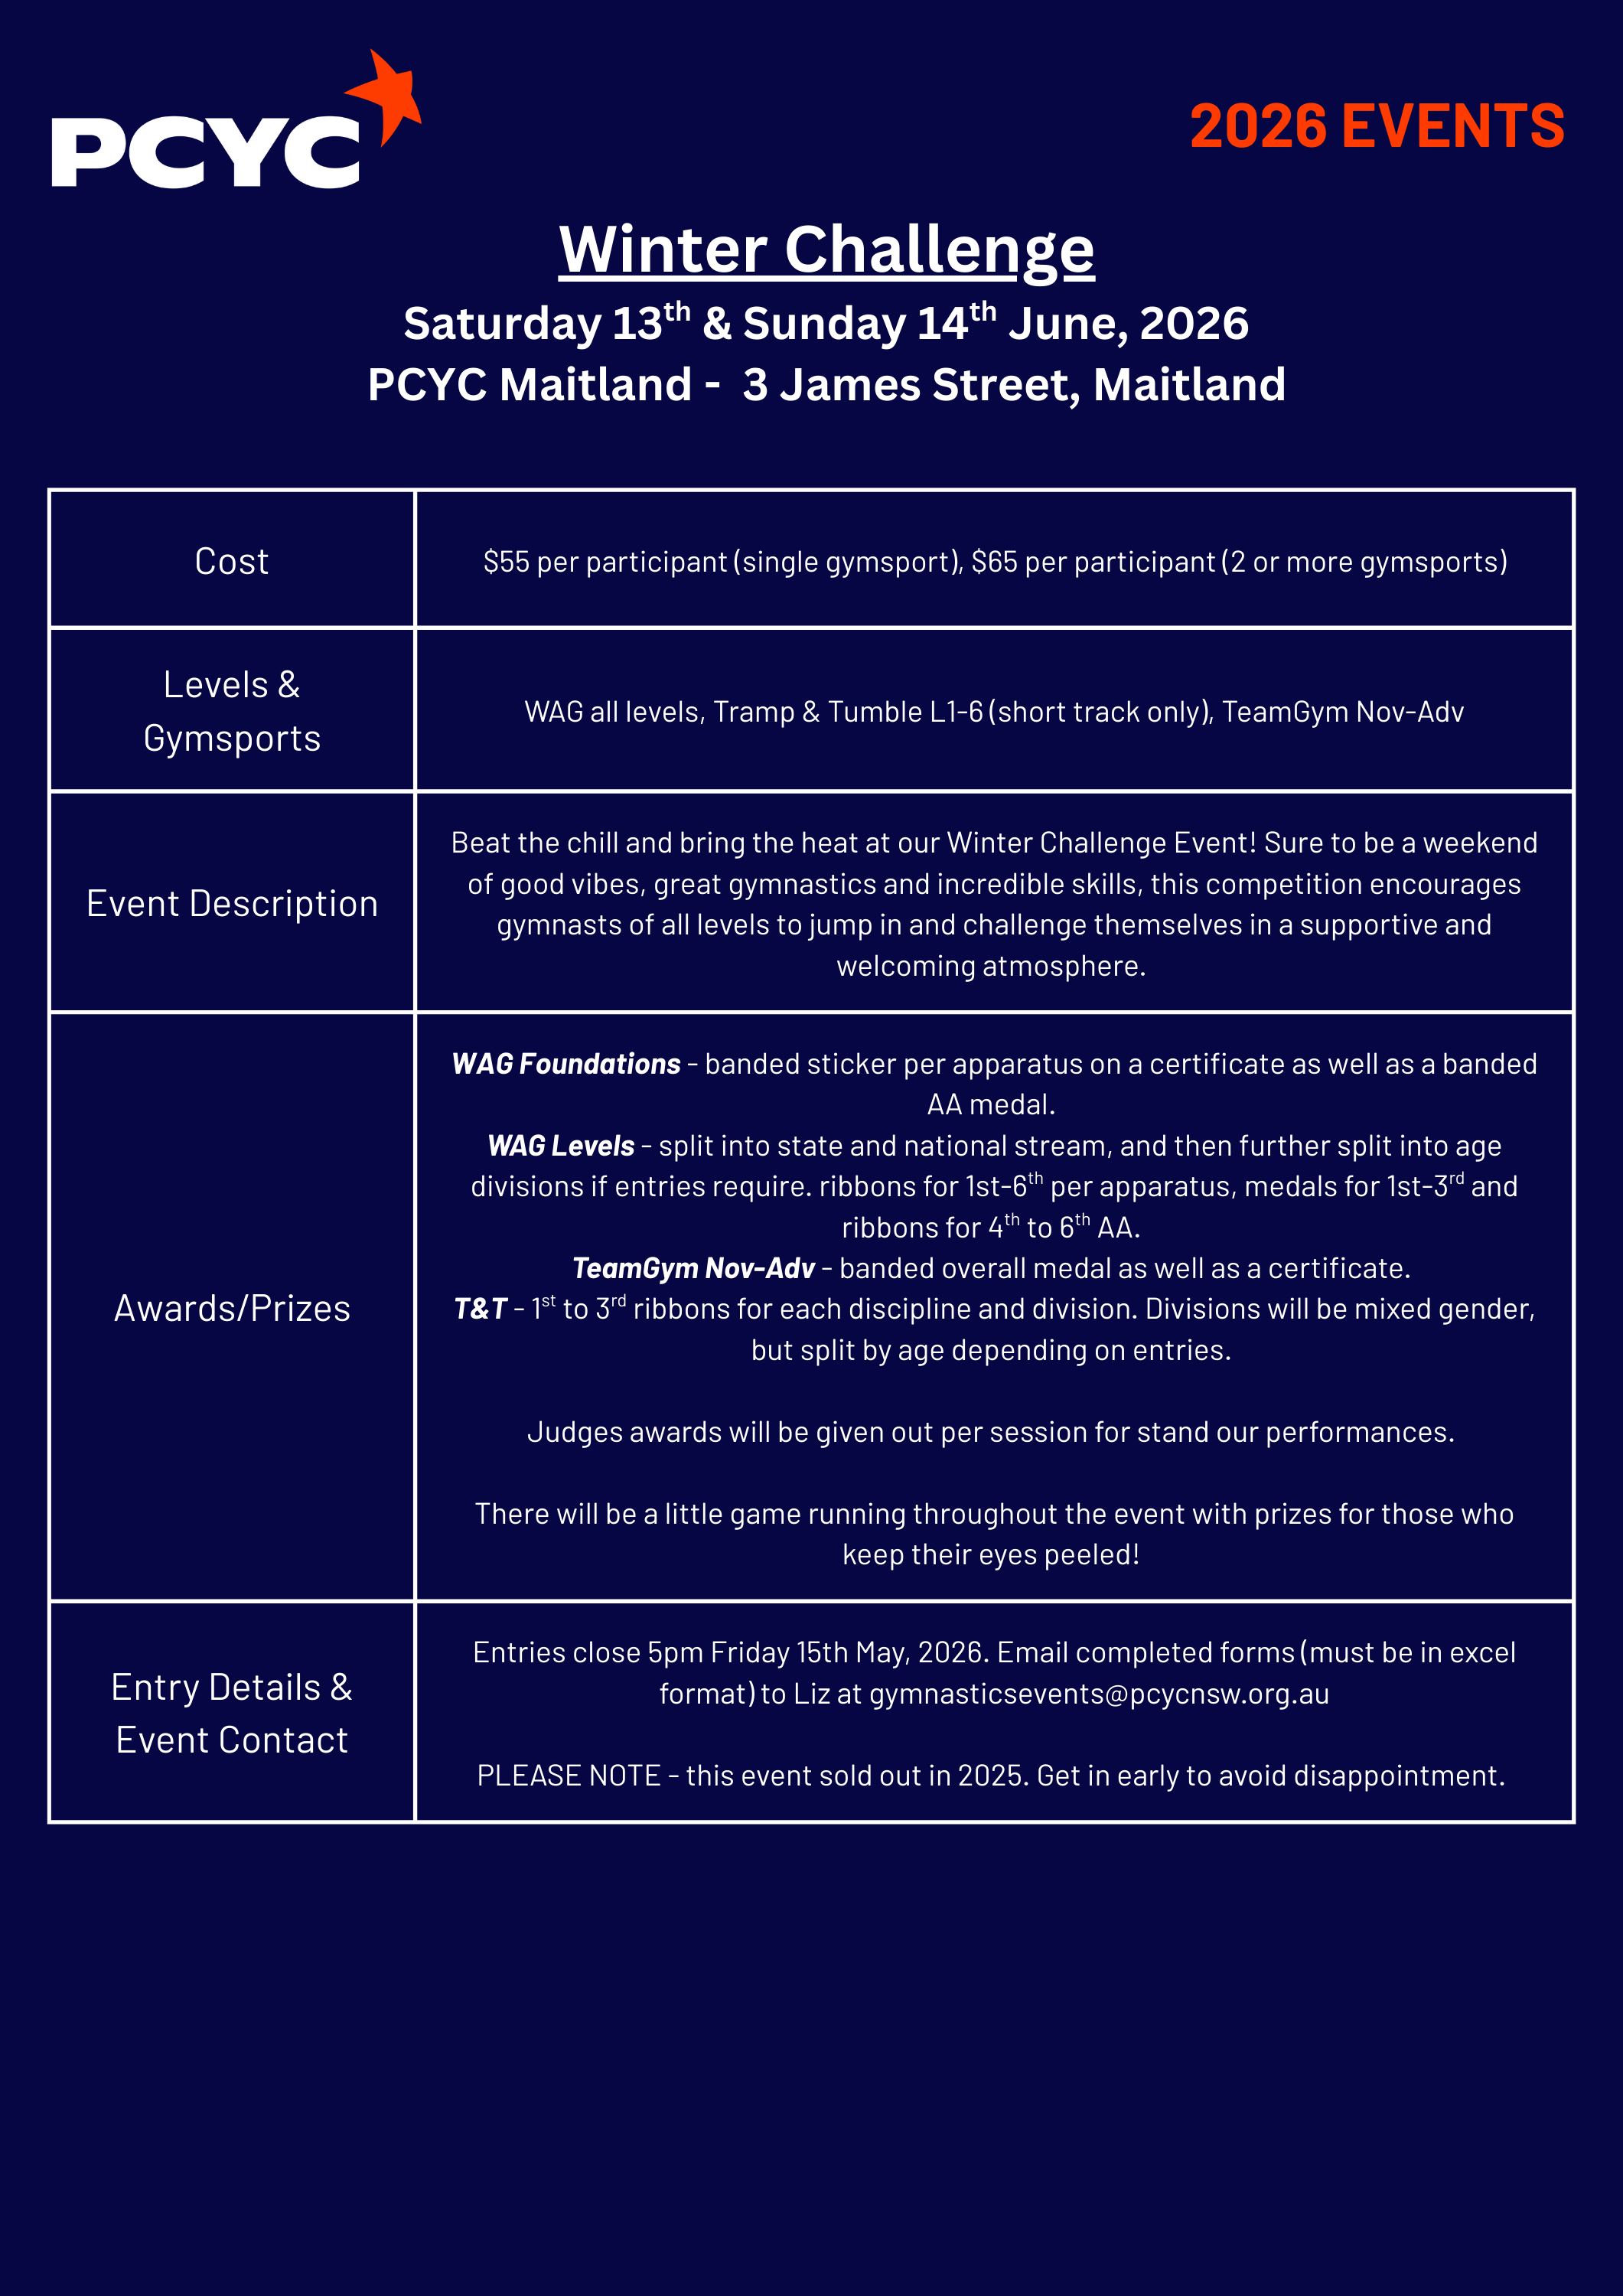 PCYC
2026 EVENTS
Winter Challenge
Saturday 13th & Sunday 14th June, 2026
PCYC Maitland - 3 James Street, Maitland
Cost
$55 per participant (single gymsport), $65 per participant (2 or more gymsports)
Levels &
Gymsports
WAG all levels, Tramp & Tumble L1-6 (short track only), TeamGym Nov-Adv
Event Description
Beat the chill and bring the heat at our Winter Challenge Event! Sure to be a weekend
of good vibes, great gymnastics and incredible skills, this competition encourages
gymnasts of all levels to jump in and challenge themselves in a supportive and
welcoming atmosphere.
Awards/Prizes
WAG Foundations - banded sticker per apparatus on a certificate as well as a banded
AA medal.
WAG Levels - split into state and national stream, and then further split into age
divisions if entries require. ribbons for 1st-6th per apparatus, medals for 1st-3rd and
ribbons for 4th to 6th AA.
TeamGym Nov-Adv - banded overall medal as well as a certificate.
T&T - 1st to 3rd ribbons for each discipline and division. Divisions will be mixed gender,
but split by age depending on entries.
Judges awards will be given out per session for stand our performances.
There will be a little game running throughout the event with prizes for those who
keep their eyes peeled!
Entry Details &
Event Contact
Entries close 5pm Friday 15th May, 2026. Email completed forms (must be in excel
format) to Liz at gymnasticsevents@pcycnsw.org.au
PLEASE NOTE - this event sold out in 2025. Get in early to avoid disappointment.